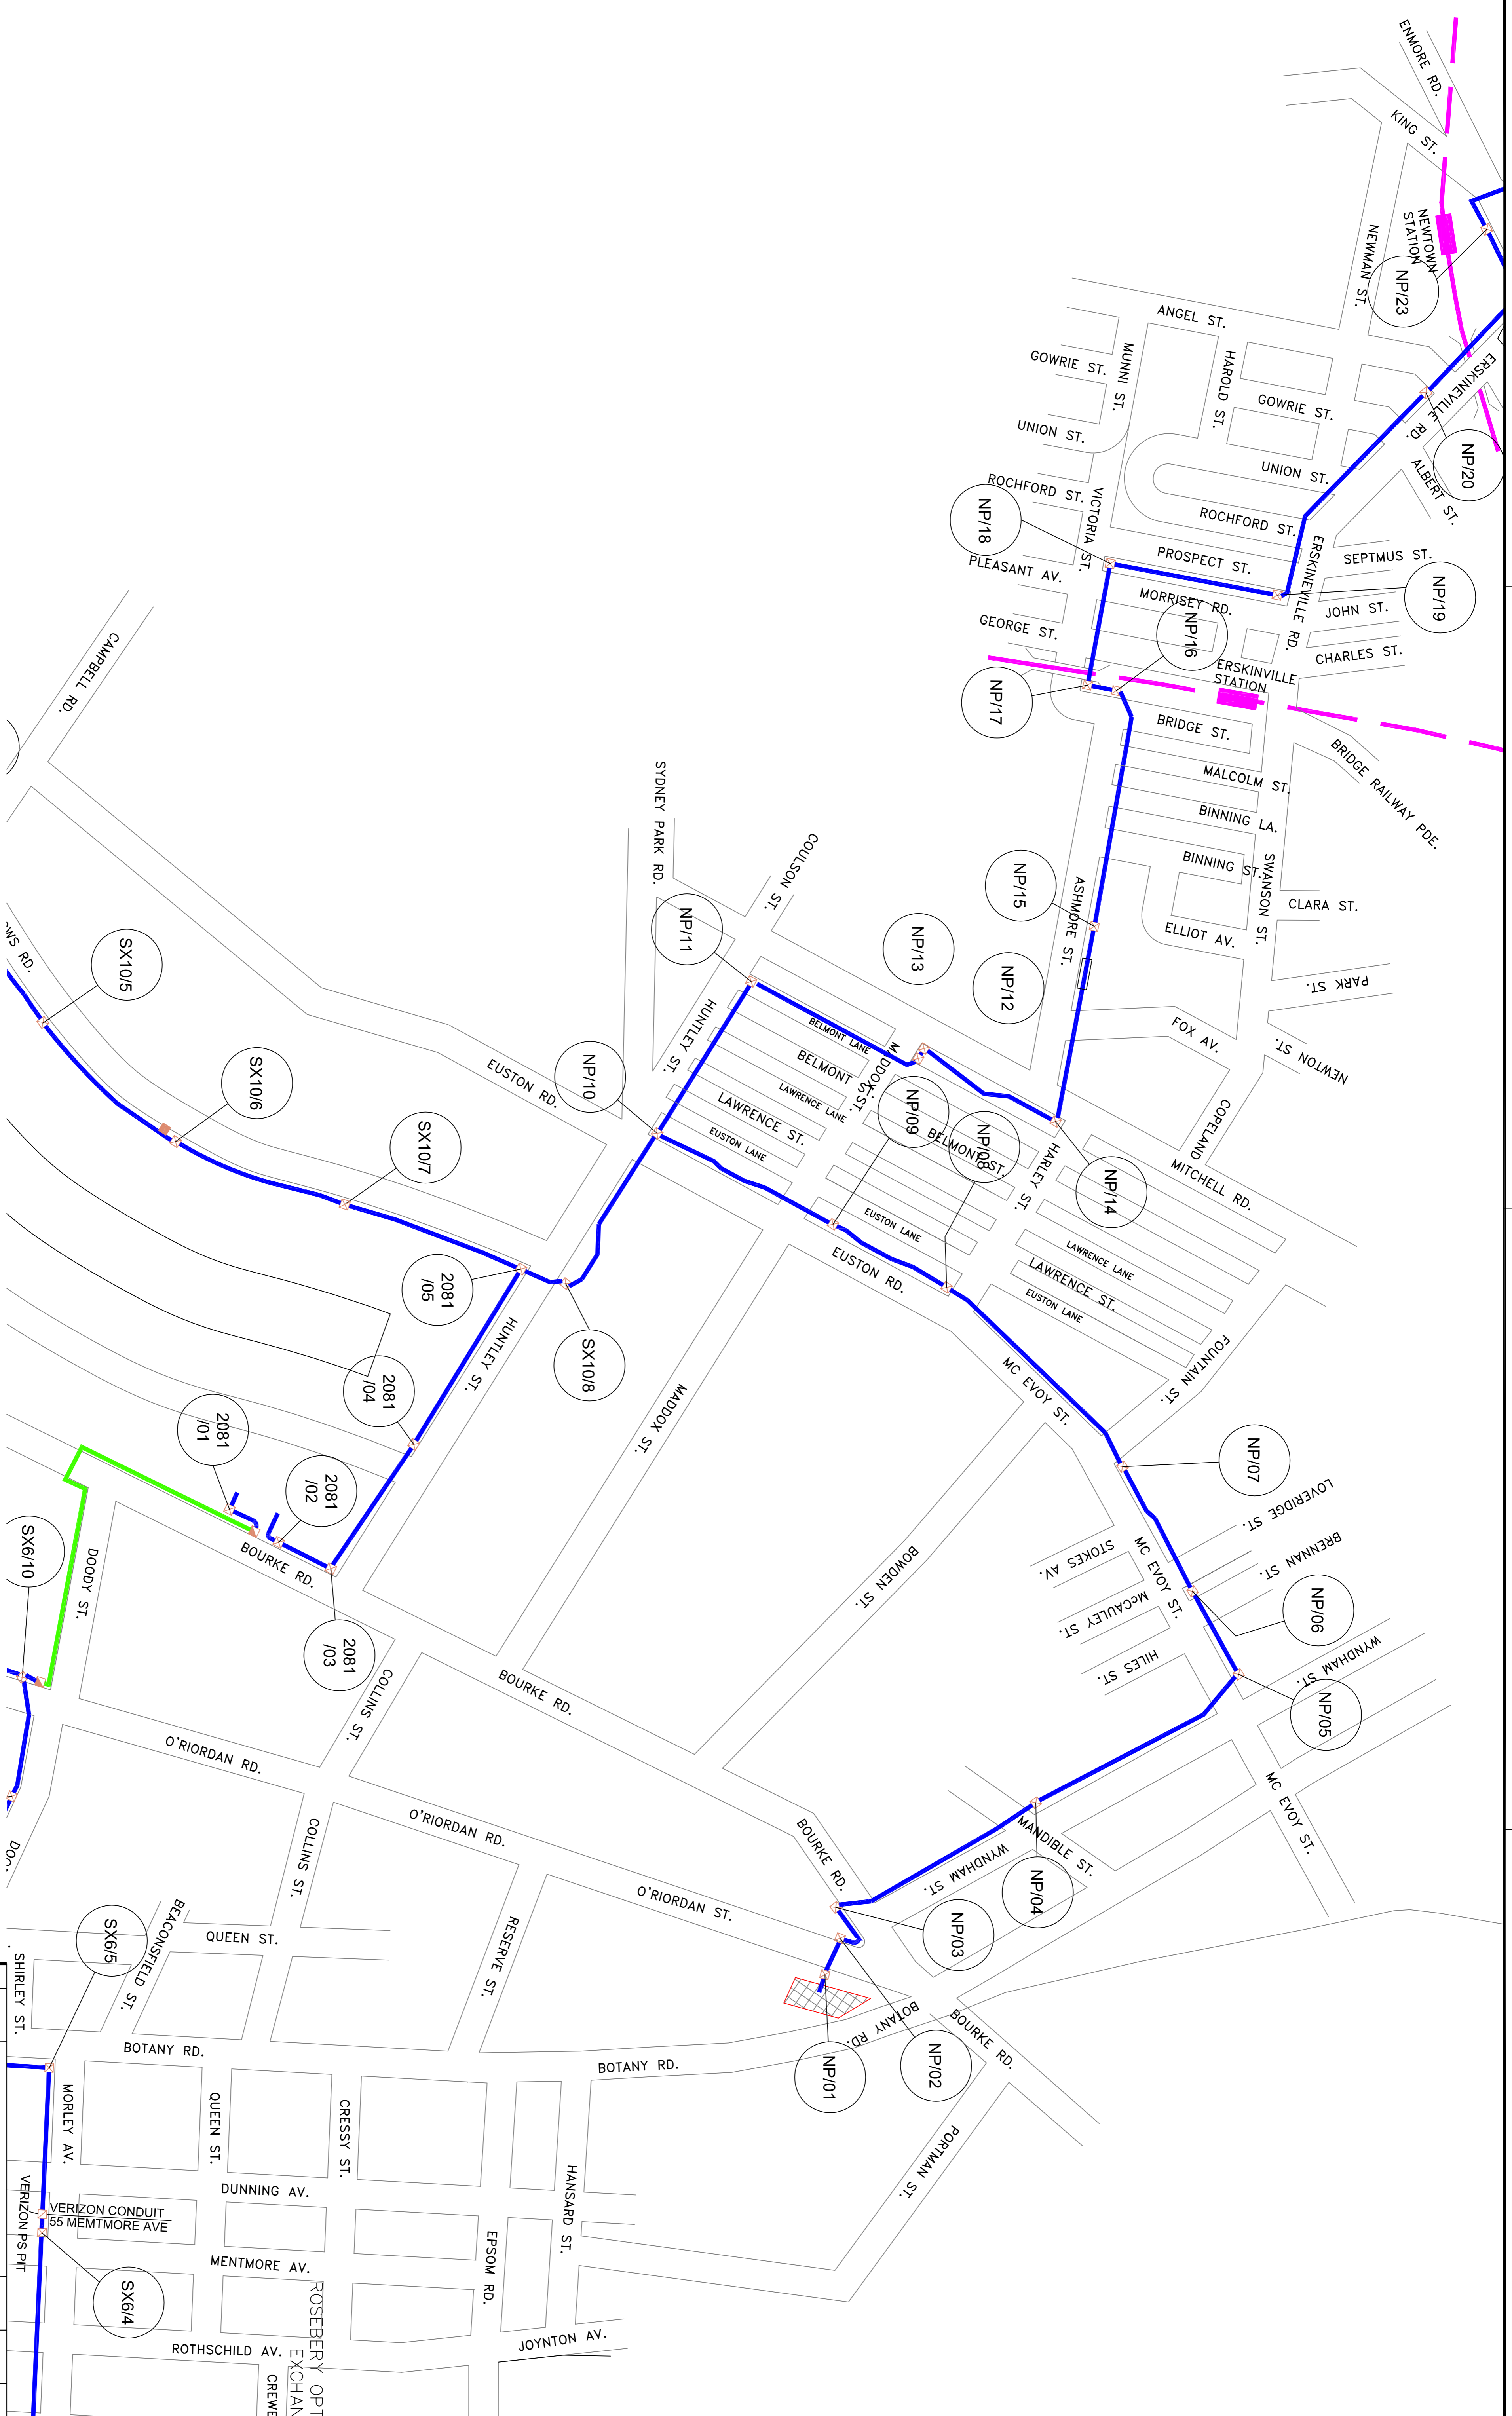 ENMORE RD.
KING ST.
NEWTOWN
STATION
NEWMAN ST.
NP/23
ERSKINEVILLE RD.
NP/20
ALBERT ST.
ANGEL ST.
GOWRIE ST.
MUNNI ST.
HAROLD ST.
GOWRIE ST.
UNION ST.
UNION ST.
ROCHFORD ST.
VICTORIA ST.
ROCHFORD ST.
NP/18
PROSPECT ST.
ERSKINEVILLE RD.
SEPTMUS ST.
PLEASANT AV.
MORRISEY RD.
NP/19
JOHN ST.
GEORGE ST.
NP/16
CHARLES ST.
ERSKINVILLE
STATION
NP/17
BRIDGE ST.
BRIDGE RAILWAY PDE.
MALCOLM ST.
BINNING LA.
BINNING ST.
SWANSON ST.
CLARA ST.
ELLIOT AV.
PARK ST.
NP/15
ASHMORE ST.
FOX AV.
NEWTON ST.
COPELAND
MITCHELL RD.
CAMPBELL RD.
SYDNEY PARK RD.
COULSON ST.
NP/11
NP/13
NP/12
HUNTLEY ST.
BELMONT LANE
MADDOX ST.
BELMONT ST.
LAWRENCE LANE
LAWRENCE ST.
EUSTON LANE
NP/10
EUSTON RD.
NP/09
NP/08
BELMONT ST.
HARLEY ST.
NP/14
EUSTON LANE
EUSTON RD.
LAWRENCE LANE
LAWRENCE ST.
EUSTON LANE
FOUNTAIN ST.
WS RD.
SX10/5
SX10/6
SX10/7
2081
/05
SX10/8
HUNTLEY ST.
2081
/04
MADDOX ST.
MC EVOY ST.
NP/07
LOVERIDGE ST.
BRENNAN ST.
STOKES AV.
MC EVOY ST.
McCAULEY ST.
NP/06
HILES ST.
WYNDHAM ST.
NP/05
MC EVOY ST.
2081
/01
2081
/02
BOURKE RD.
2081
/03
DOODY ST.
SX6/10
BOWDEN ST.
COLLINS ST.
BOURKE RD.
O'RIORDAN RD.
O'RIORDAN RD.
COLLINS ST.
BOURKE RD.
MANDIBLE ST.
WYNDHAM ST.
NP/04
NP/03
O'RIORDAN ST.
DOO
BEACONSFIELD ST.
QUEEN ST.
RESERVE ST.
SX6/5
SHIRLEY ST.
BOTANY RD.
BOURKE RD.
NP/02
NP/01
BOTANY RD.
BOTANY RD.
MORLEY AV.
QUEEN ST.
CRESSY ST.
PORTMAN ST.
DUNNING AV.
HANSARD ST.
VERIZON CONDUIT
55 MEMTMORE AVE
VERIZON PS PIT
EPSOM RD.
MENTMORE AV.
SX6/4
ROSEBERY OPT
EXCHAN
ROTHSCHILD AV.
JOYNTON AV.
CREWE